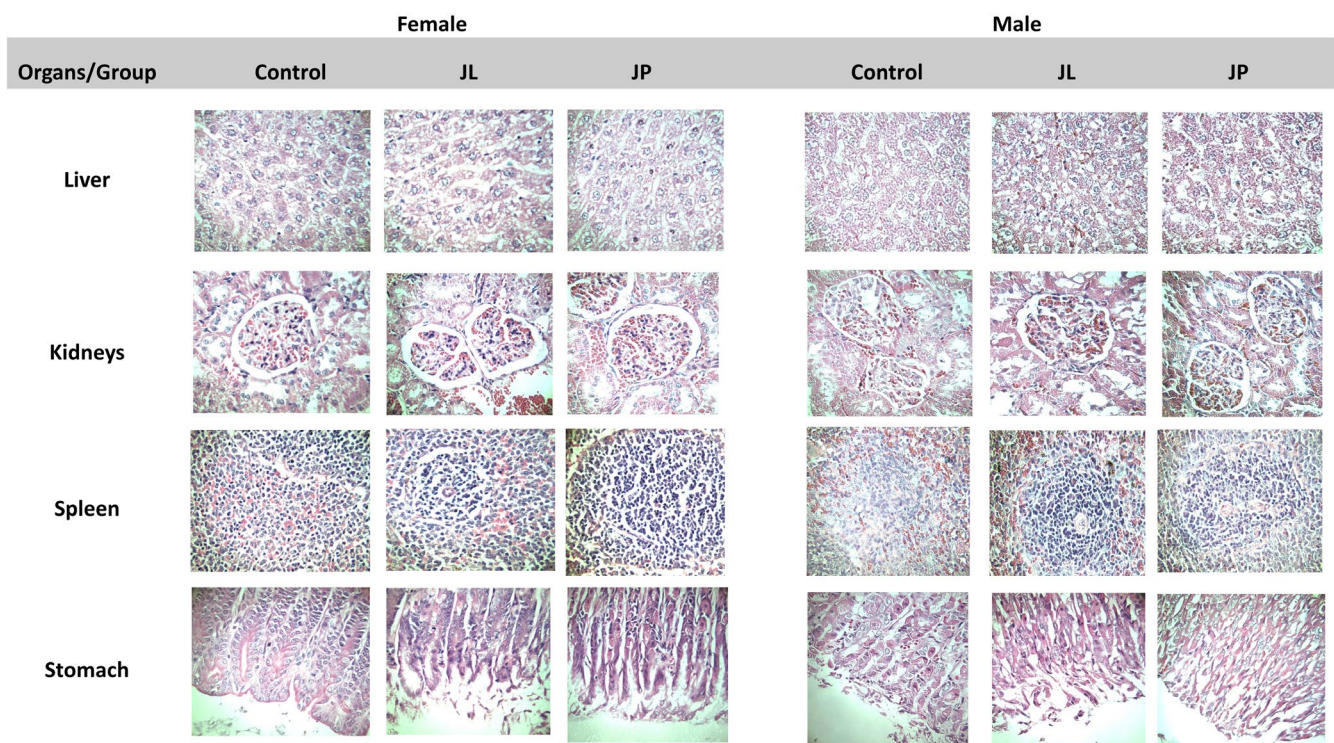 Female Male
Organs/Group Control JL JP Control JL JP
Liver
Kidneys
Spleen
Stomach